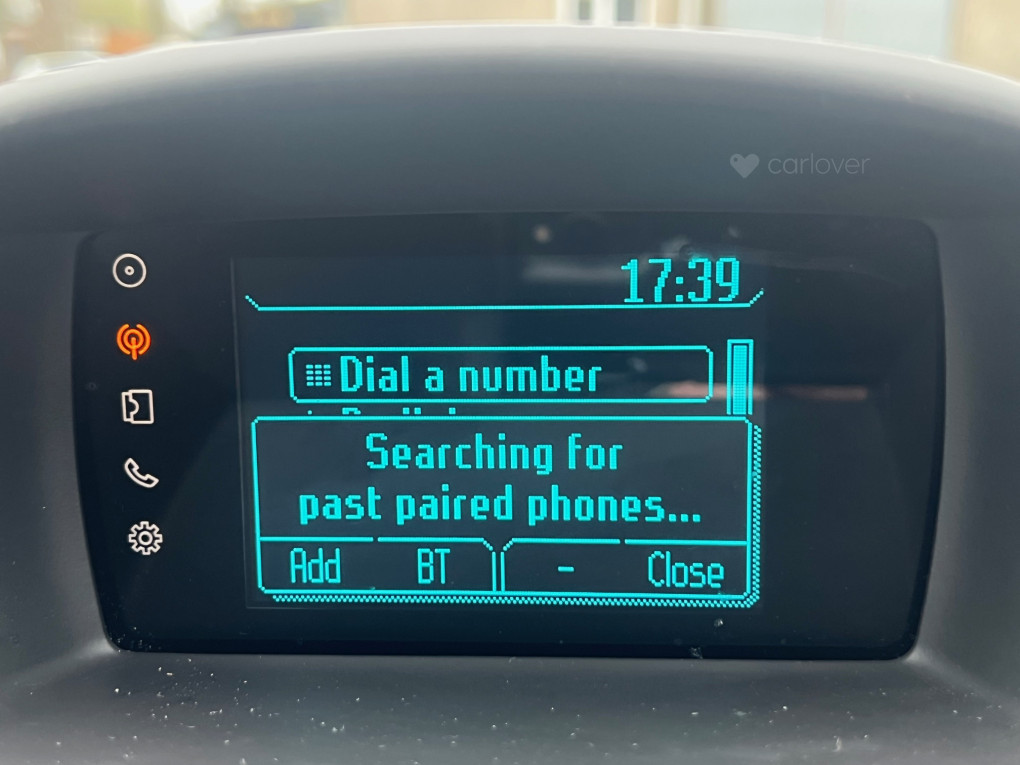 carlover
17:39
Dial a number
Searching for
past paired phones...
Add BT - Close